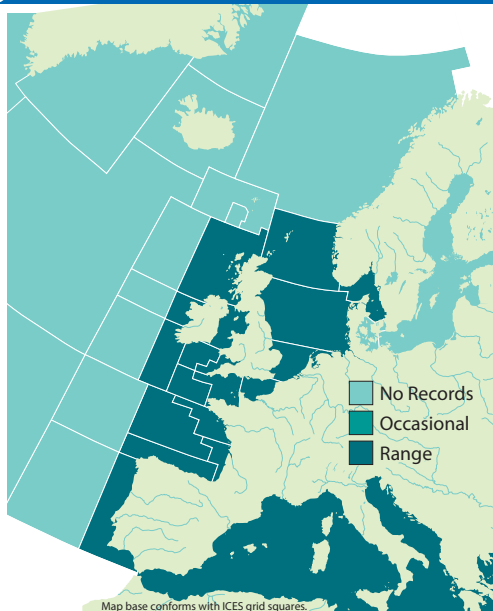 No Records
Occasional
Range
Map base conforms with ICES grid squares.